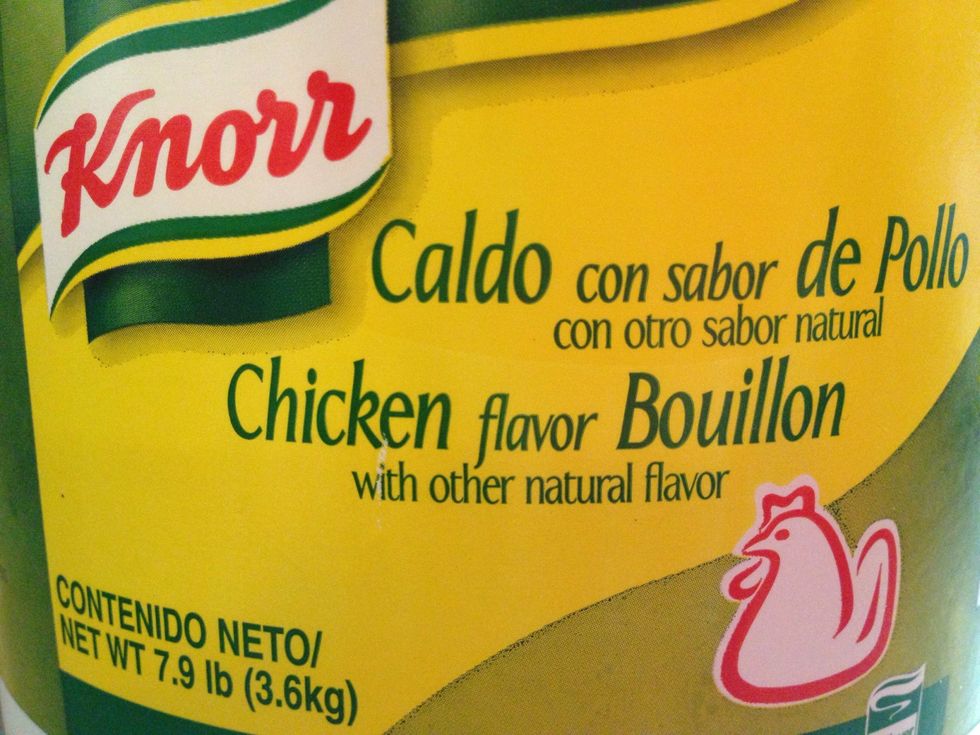 Knorr
Caldo con sabor de Pollo
con otro sabor natural
Chicken flavor Bouillon
with other natural flavor
CONTENIDO NETO/
NET WT 7.9 lb (3.6kg)